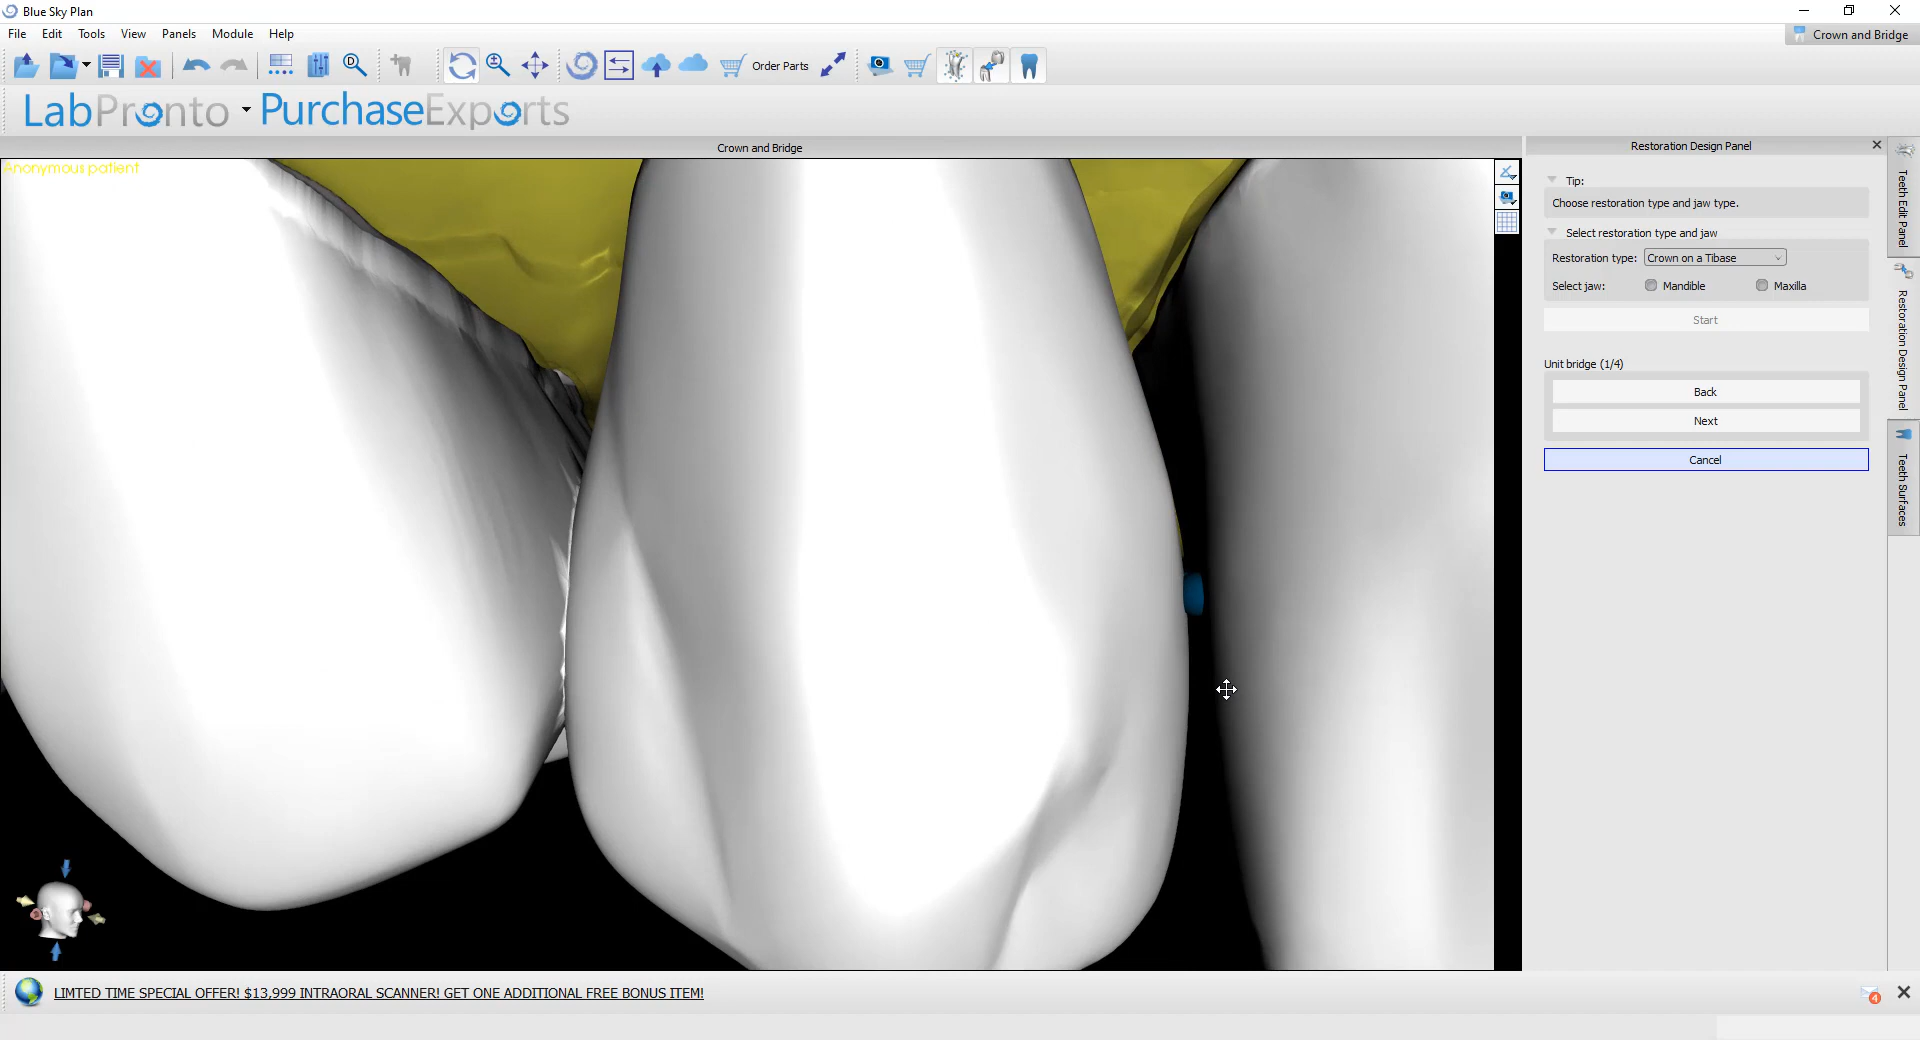 Blue Sky Plan
File Edit Tools View Panels Module Help
Crown and Bridge
D
Order Parts
LabPronto PurchaseExports
Crown and Bridge
Restoration Design Panel
Anonymous patient
Tip:
Choose restoration type and jaw type.
Select restoration type and jaw
Restoration type: Crown on a Tibase
Select jaw: Mandible Maxilla
Start
Unit bridge (1/4)
Back
Next
Cancel
Teeth Edit Panel
Restoration Design Panel
Teeth Surfaces
LIMTED TIME SPECIAL OFFER! $13,999 INTRAORAL SCANNER! GET ONE ADDITIONAL FREE BONUS ITEM!
4